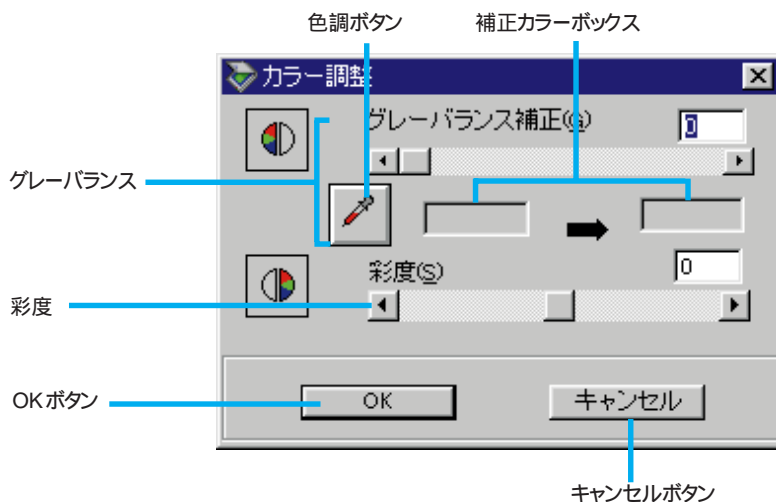 色調ボタン
補正カラーボックス
カラー調整
グレーバランス補正(G)
0
グレーバランス
彩度(S)
0
彩度
OKボタン
OK
キャンセル
キャンセルボタン